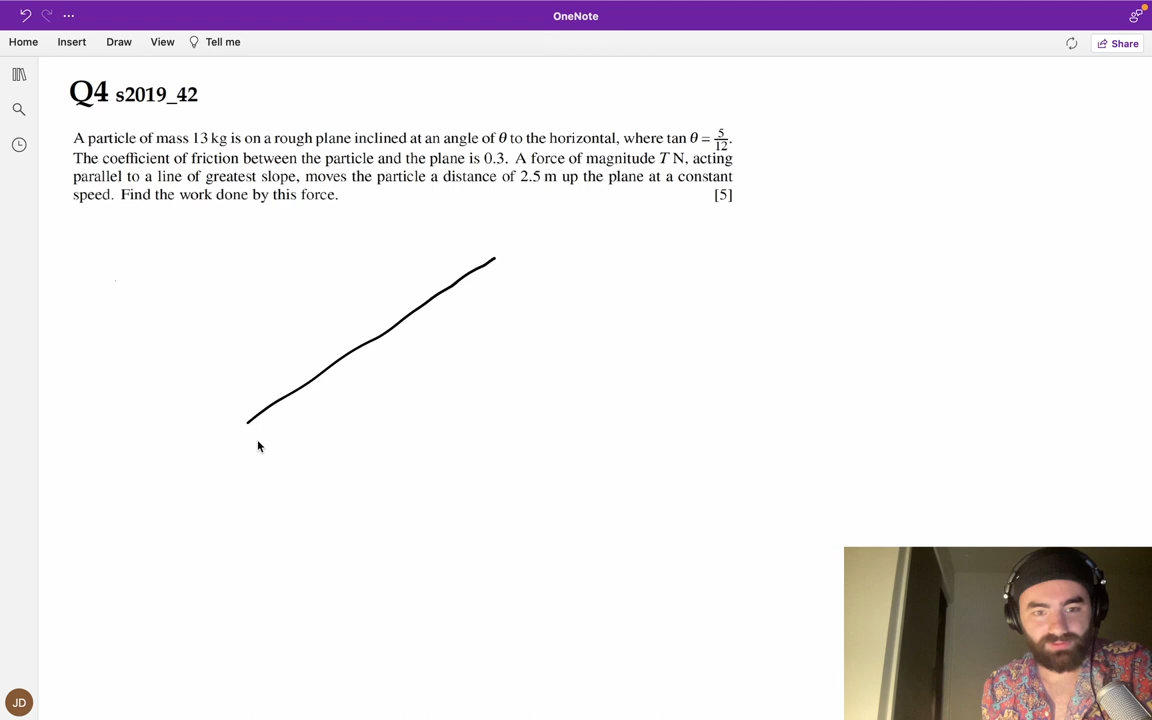 OneNote
Home Insert Draw View Tell me Share
Q4 s2019_42
A particle of mass 13 kg is on a rough plane inclined at an angle of θ to the horizontal, where tan θ = 5/12.
The coefficient of friction between the particle and the plane is 0.3. A force of magnitude T N, acting
parallel to a line of greatest slope, moves the particle a distance of 2.5 m up the plane at a constant
speed. Find the work done by this force. [5]
JD